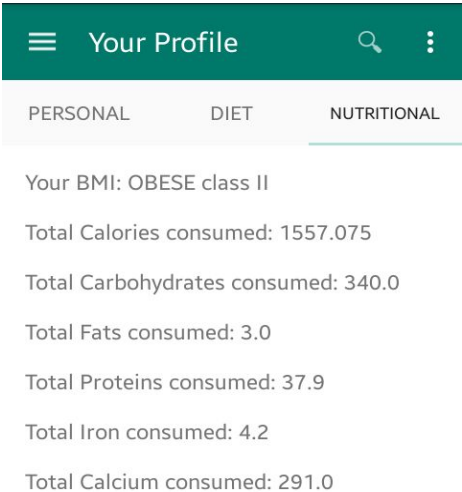 Your Profile
PERSONAL DIET NUTRITIONAL
Your BMI: OBESE class II
Total Calories consumed: 1557.075
Total Carbohydrates consumed: 340.0
Total Fats consumed: 3.0
Total Proteins consumed: 37.9
Total Iron consumed: 4.2
Total Calcium consumed: 291.0